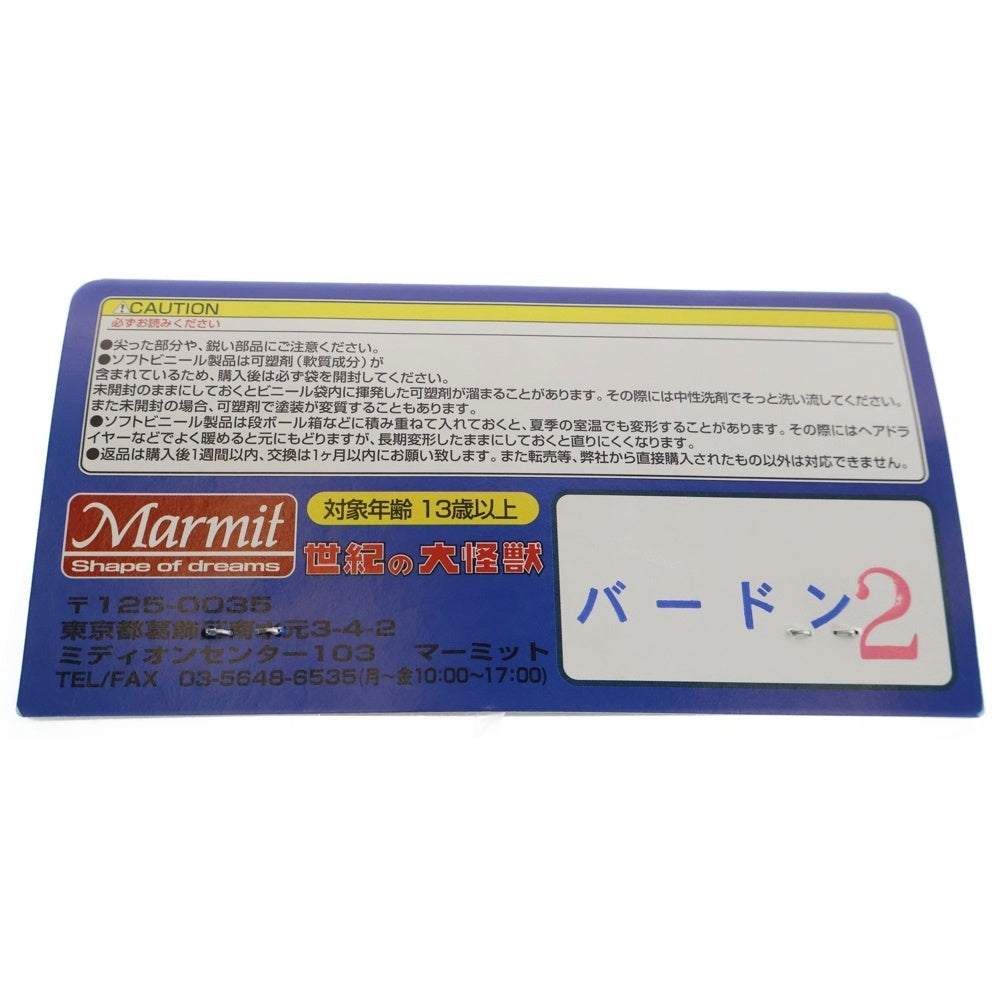 ⚠CAUTION
必ずお読みください
●尖った部分や、鋭い部品にご注意ください。
●ソフトビニール製品は可塑剤（軟質成分）が
含まれているため、購入後は必ず袋を開封してください。
未開封のままにしておくとビニール袋内に揮発した可塑剤が溜まることがあります。その際には中性洗剤でそっと洗い流してください。
また未開封の場合、可塑剤で塗装が変質することもあります。
●ソフトビニール製品は段ボール箱などに積み重ねて入れておくと、夏季の室温でも変形することがあります。その際にはヘアドラ
イヤーなどでよく暖めると元にもどりますが、長期変形したままにしておくと直りにくくなります。
●返品は購入後1週間以内、交換は1ヶ月以内にお願い致します。また転売等、弊社から直接購入されたもの以外は対応できません。
Marmit
Shape of dreams
対象年齢 13歳以上
世紀の大怪獣
〒125-0035
東京都葛飾区南水元3-4-2
ミディオンセンター103 マーミット
TEL/FAX 03-5648-6535(月～金10:00～17:00)
バードン2